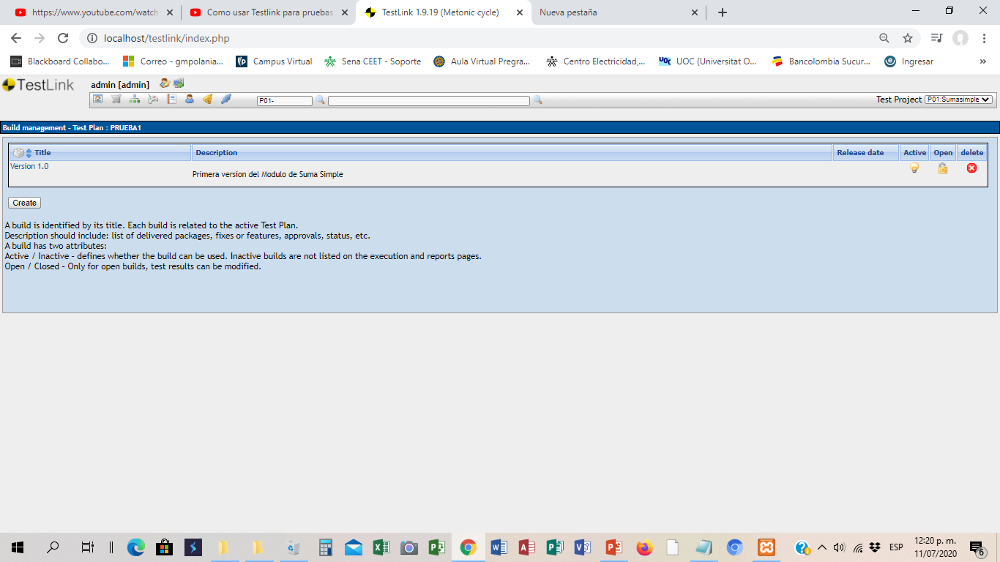 https://www.youtube.com/watch
Como usar Testlink para pruebas
TestLink 1.9.19 (Metonic cycle)
Nueva pestaña
localhost/testlink/index.php
Blackboard Collabo...
Correo - gmpolania...
Campus Virtual
Sena CEET - Soporte
Aula Virtual Pregra...
Centro Electricidad,...
UOC (Universitat O...
Bancolombia Sucur...
Ingresar
»
TestLink
admin [admin]
P01-
Test Project
P01:Sumasimple
Build management - Test Plan : PRUEBA1
Title
Description
Release date
Active
Open
delete
Version 1.0
Primera version del Modulo de Suma Simple
Create
A build is identified by its title. Each build is related to the active Test Plan.
Description should include: list of delivered packages, fixes or features, approvals, status, etc.
A build has two attributes:
Active / Inactive - defines whether the build can be used. Inactive builds are not listed on the execution and reports pages.
Open / Closed - Only for open builds, test results can be modified.
ESP
12:20 p. m.
11/07/2020
6